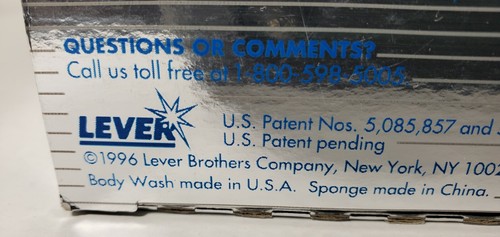 QUESTIONS OR COMMENTS?
Call us toll free at 1-800-598-5005
LEVER
U.S. Patent Nos. 5,085,857 and
U.S. Patent pending
©1996 Lever Brothers Company, New York, NY 1002
Body Wash made in U.S.A. Sponge made in China.